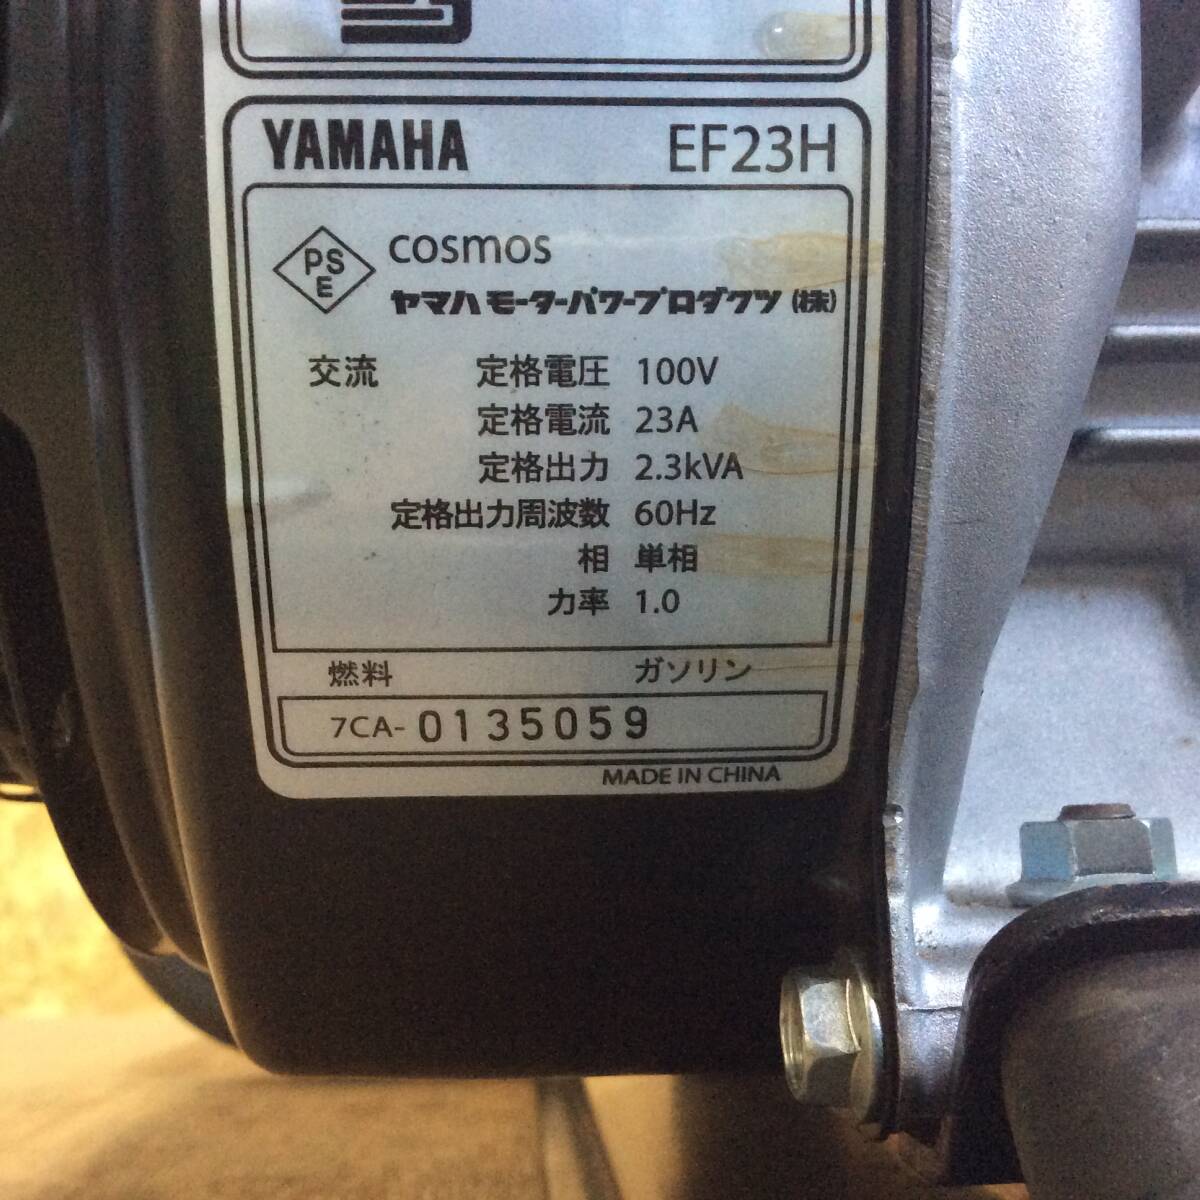 YAMAHA EF23H
PS E cosmos
ヤマハ モーターパワープロダクツ (株)
交流 定格電圧 100V
定格電流 23A
定格出力 2.3kVA
定格出力周波数 60Hz
相 単相
力率 1.0
燃料 ガソリン
7CA-0135059
MADE IN CHINA